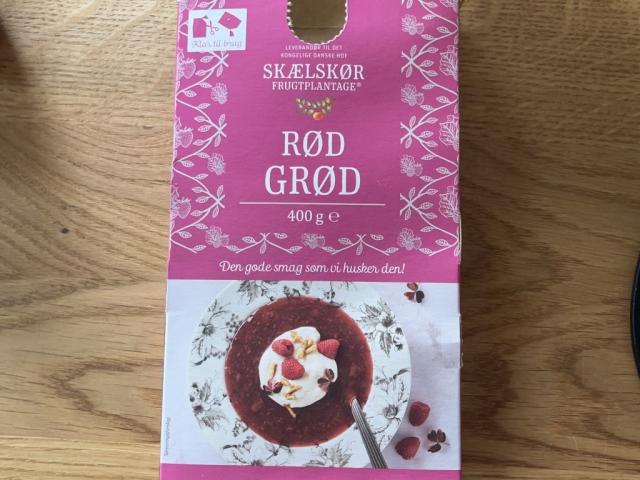 Klar til brug
LEVERANDØR TIL DET
KONGELIGE DANSKE HOF
SKÆLSKØR
FRUGTPLANTAGE®
RØD
GRØD
400 g ℮
Den gode smag som vi husker den!